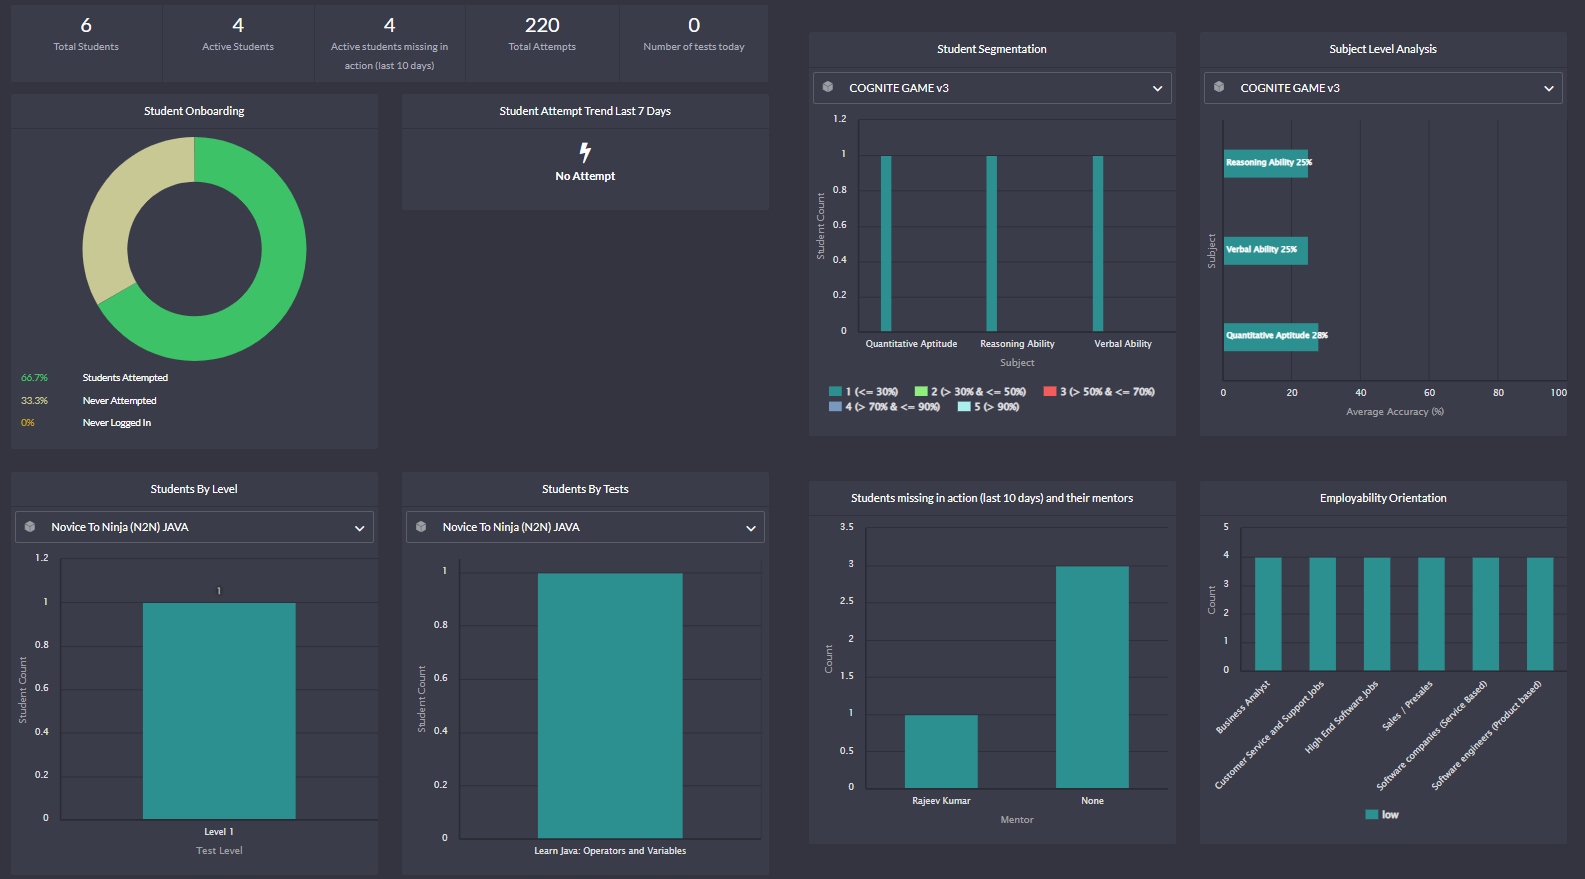 6
Total Students
4
Active Students
4
Active students missing in
action (last 10 days)
220
Total Attempts
0
Number of tests today
Student Onboarding
66.7% Students Attempted
33.3% Never Attempted
0% Never Logged In
Student Attempt Trend Last 7 Days
No Attempt
Student Segmentation
COGNITE GAME v3
1.2
1
0.8
0.6
0.4
0.2
0
Student Count
Quantitative Aptitude Reasoning Ability Verbal Ability
Subject
1 (<= 30%) 2 (> 30% & <= 50%) 3 (> 50% & <= 70%)
4 (> 70% & <= 90%) 5 (> 90%)
Subject Level Analysis
COGNITE GAME v3
Reasoning Ability 25%
Verbal Ability 25%
Quantitative Aptitude 28%
Subject
0 20 40 60 80 100
Average Accuracy (%)
Students By Level
Novice To Ninja (N2N) JAVA
1.2
1
0.8
0.6
0.4
0.2
0
1
Student Count
Level 1
Test Level
Students By Tests
Novice To Ninja (N2N) JAVA
1
0.8
0.6
0.4
0.2
0
Student Count
Learn Java: Operators and Variables
Students missing in action (last 10 days) and their mentors
3.5
3
2.5
2
1.5
1
0.5
0
Count
Rajeev Kumar None
Mentor
Employability Orientation
5
4
3
2
1
0
Count
Business Analyst
Customer Service and Support Jobs
High End Software Jobs
Sales / Presales
Software companies (Service Based)
Software engineers (Product based)
low